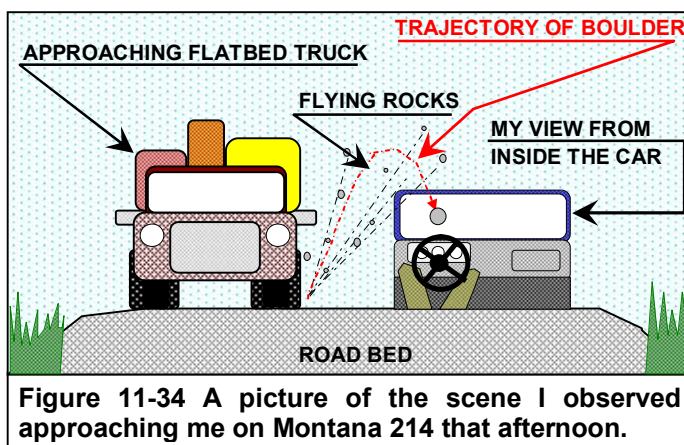 TRAJECTORY OF BOULDER
APPROACHING FLATBED TRUCK
FLYING ROCKS
MY VIEW FROM
INSIDE THE CAR
ROAD BED
Figure 11-34 A picture of the scene I observed
approaching me on Montana 214 that afternoon.